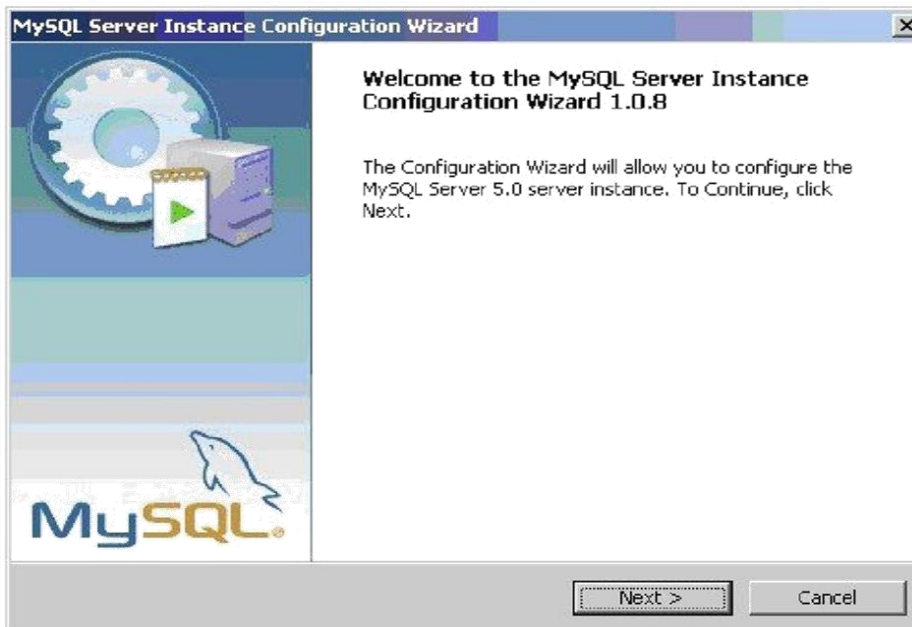 MySQL Server Instance Configuration Wizard
Welcome to the MySQL Server Instance
Configuration Wizard 1.0.8
The Configuration Wizard will allow you to configure the
MySQL Server 5.0 server instance. To Continue, click
Next.
MySQL®
Next >
Cancel